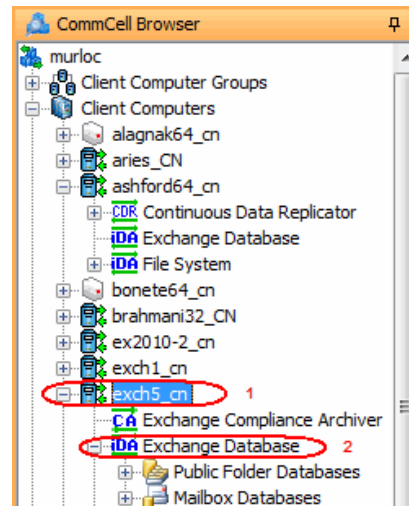 CommCell Browser
murloc
Client Computer Groups
Client Computers
alagnak64_cn
aries_CN
ashford64_cn
CDR Continuous Data Replicator
iDA Exchange Database
iDA File System
bonete64_cn
brahmani32_CN
ex2010-2_cn
exch1_cn
exch5_cn 1
CA Exchange Compliance Archiver
iDA Exchange Database 2
Public Folder Databases
Mailbox Databases